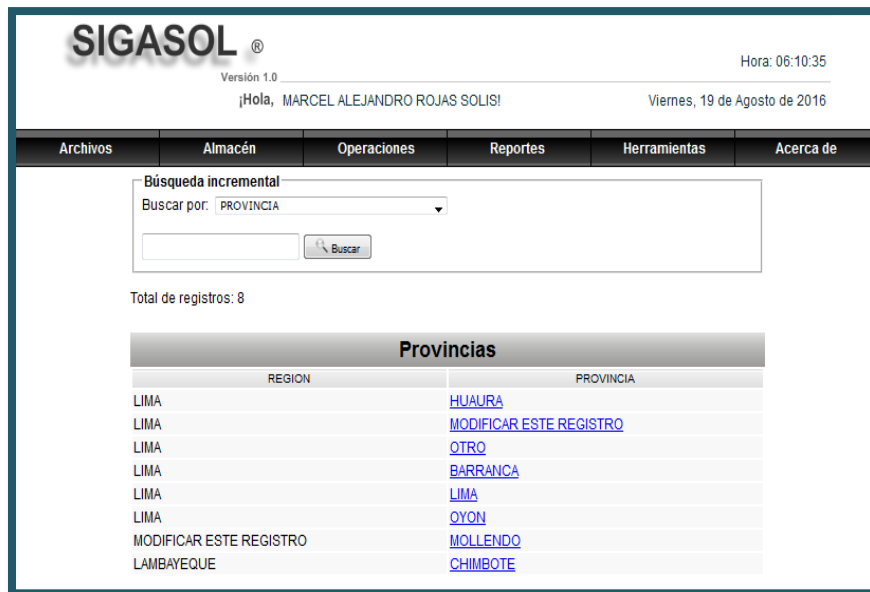 SIGASOL ®
Hora: 06:10:35
Versión 1.0
¡Hola, MARCEL ALEJANDRO ROJAS SOLIS! Viernes, 19 de Agosto de 2016
Archivos Almacén Operaciones Reportes Herramientas Acerca de
Búsqueda incremental
Buscar por: PROVINCIA
Buscar
Total de registros: 8
Provincias
REGION PROVINCIA
LIMA HUAURA
LIMA MODIFICAR ESTE REGISTRO
LIMA OTRO
LIMA BARRANCA
LIMA LIMA
LIMA OYON
MODIFICAR ESTE REGISTRO MOLLENDO
LAMBAYEQUE CHIMBOTE